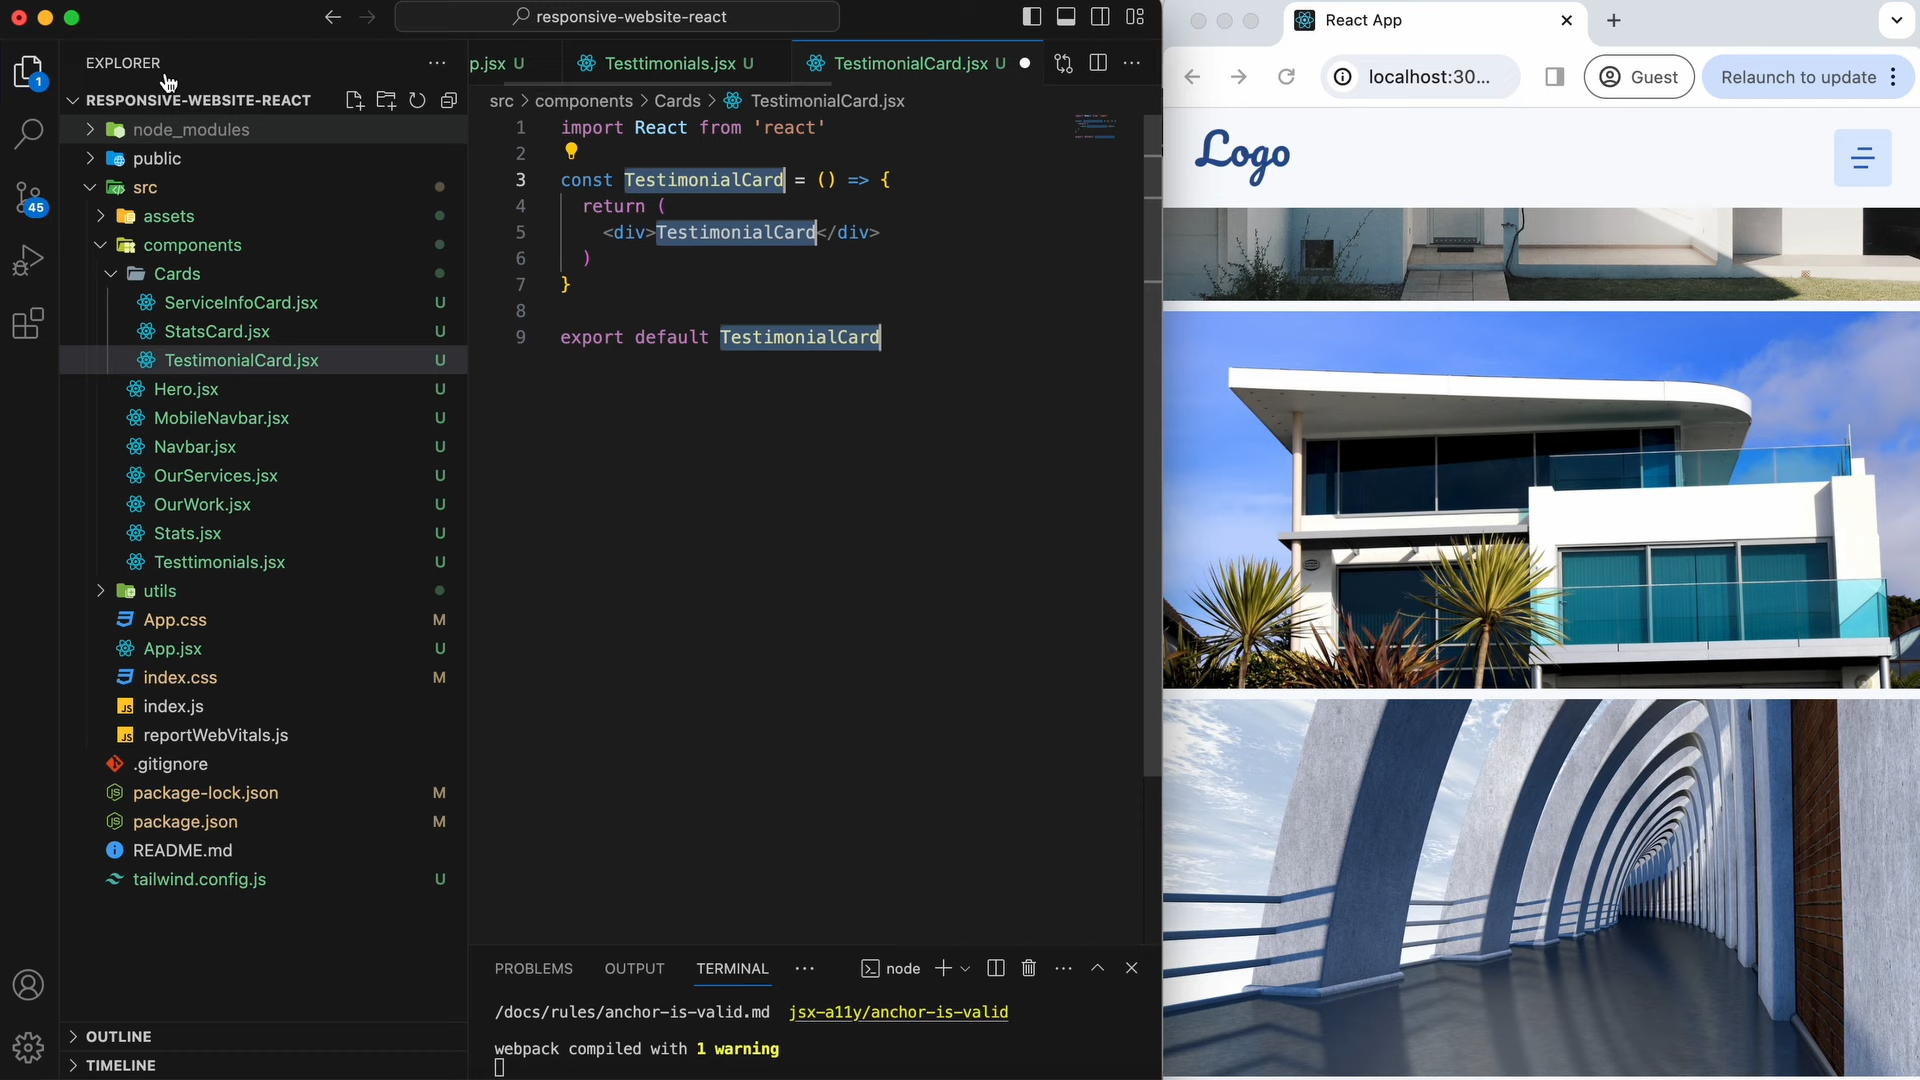 responsive-website-react
EXPLORER
RESPONSIVE-WEBSITE-REACT
node_modules
public
src
assets
components
Cards
ServiceInfoCard.jsx U
StatsCard.jsx U
TestimonialCard.jsx U
Hero.jsx U
MobileNavbar.jsx U
Navbar.jsx U
OurServices.jsx U
OurWork.jsx U
Stats.jsx U
Testtimonials.jsx U
utils
App.css M
App.jsx U
index.css M
JS index.js
JS reportWebVitals.js
.gitignore
package-lock.json M
package.json M
README.md
tailwind.config.js U
OUTLINE
TIMELINE
1
45
p.jsx U Testtimonials.jsx U TestimonialCard.jsx U
src > components > Cards > TestimonialCard.jsx
1 import React from 'react'
2
3 const TestimonialCard = () => {
4 return (
5 <div>TestimonialCard</div>
6 )
7 }
8
9 export default TestimonialCard
PROBLEMS OUTPUT TERMINAL node
/docs/rules/anchor-is-valid.md jsx-a11y/anchor-is-valid
webpack compiled with 1 warning
React App
localhost:30...
Guest
Relaunch to update
Logo